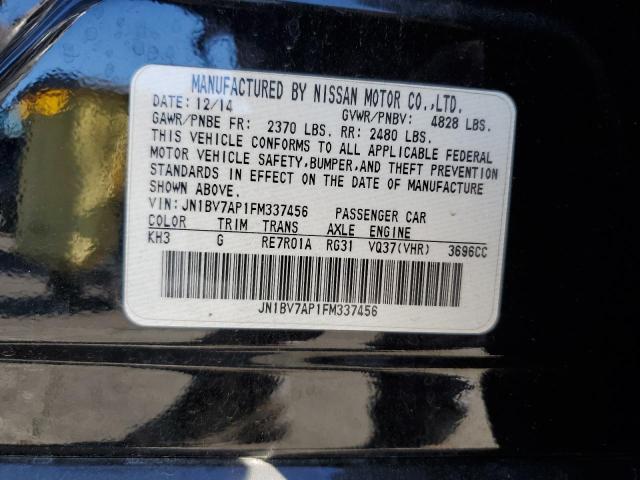 MANUFACTURED BY NISSAN MOTOR CO.,LTD.
DATE: 12/14 GVWR/PNBV: 4828 LBS.
GAWR/PNBE FR: 2370 LBS. RR: 2480 LBS.
THIS VEHICLE CONFORMS TO ALL APPLICABLE FEDERAL
MOTOR VEHICLE SAFETY,BUMPER,AND THEFT PREVENTION
STANDARDS IN EFFECT ON THE DATE OF MANUFACTURE
SHOWN ABOVE.
VIN: JN1BV7AP1FM337456 PASSENGER CAR
COLOR TRIM TRANS AXLE ENGINE
KH3 G RE7R01A RG31 VQ37(VHR) 3696CC
JN1BV7AP1FM337456